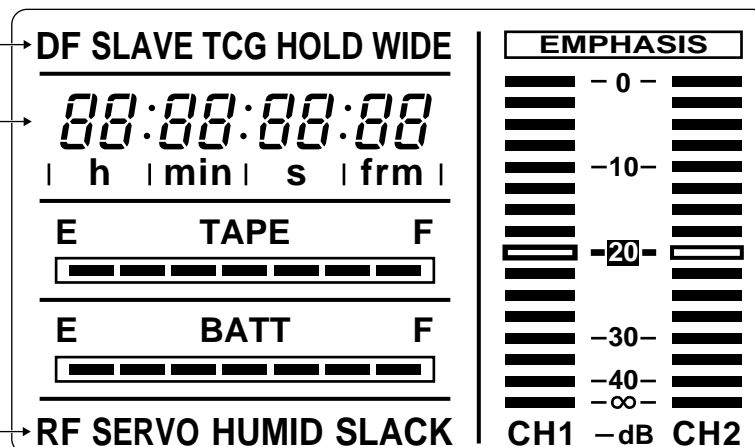 DF SLAVE TCG HOLD WIDE
88:88:88:88
h min s frm
E TAPE F
E BATT F
RF SERVO HUMID SLACK
EMPHASIS
0
-10-
-20-
-30-
-40-
-∞-
CH1 -dB CH2